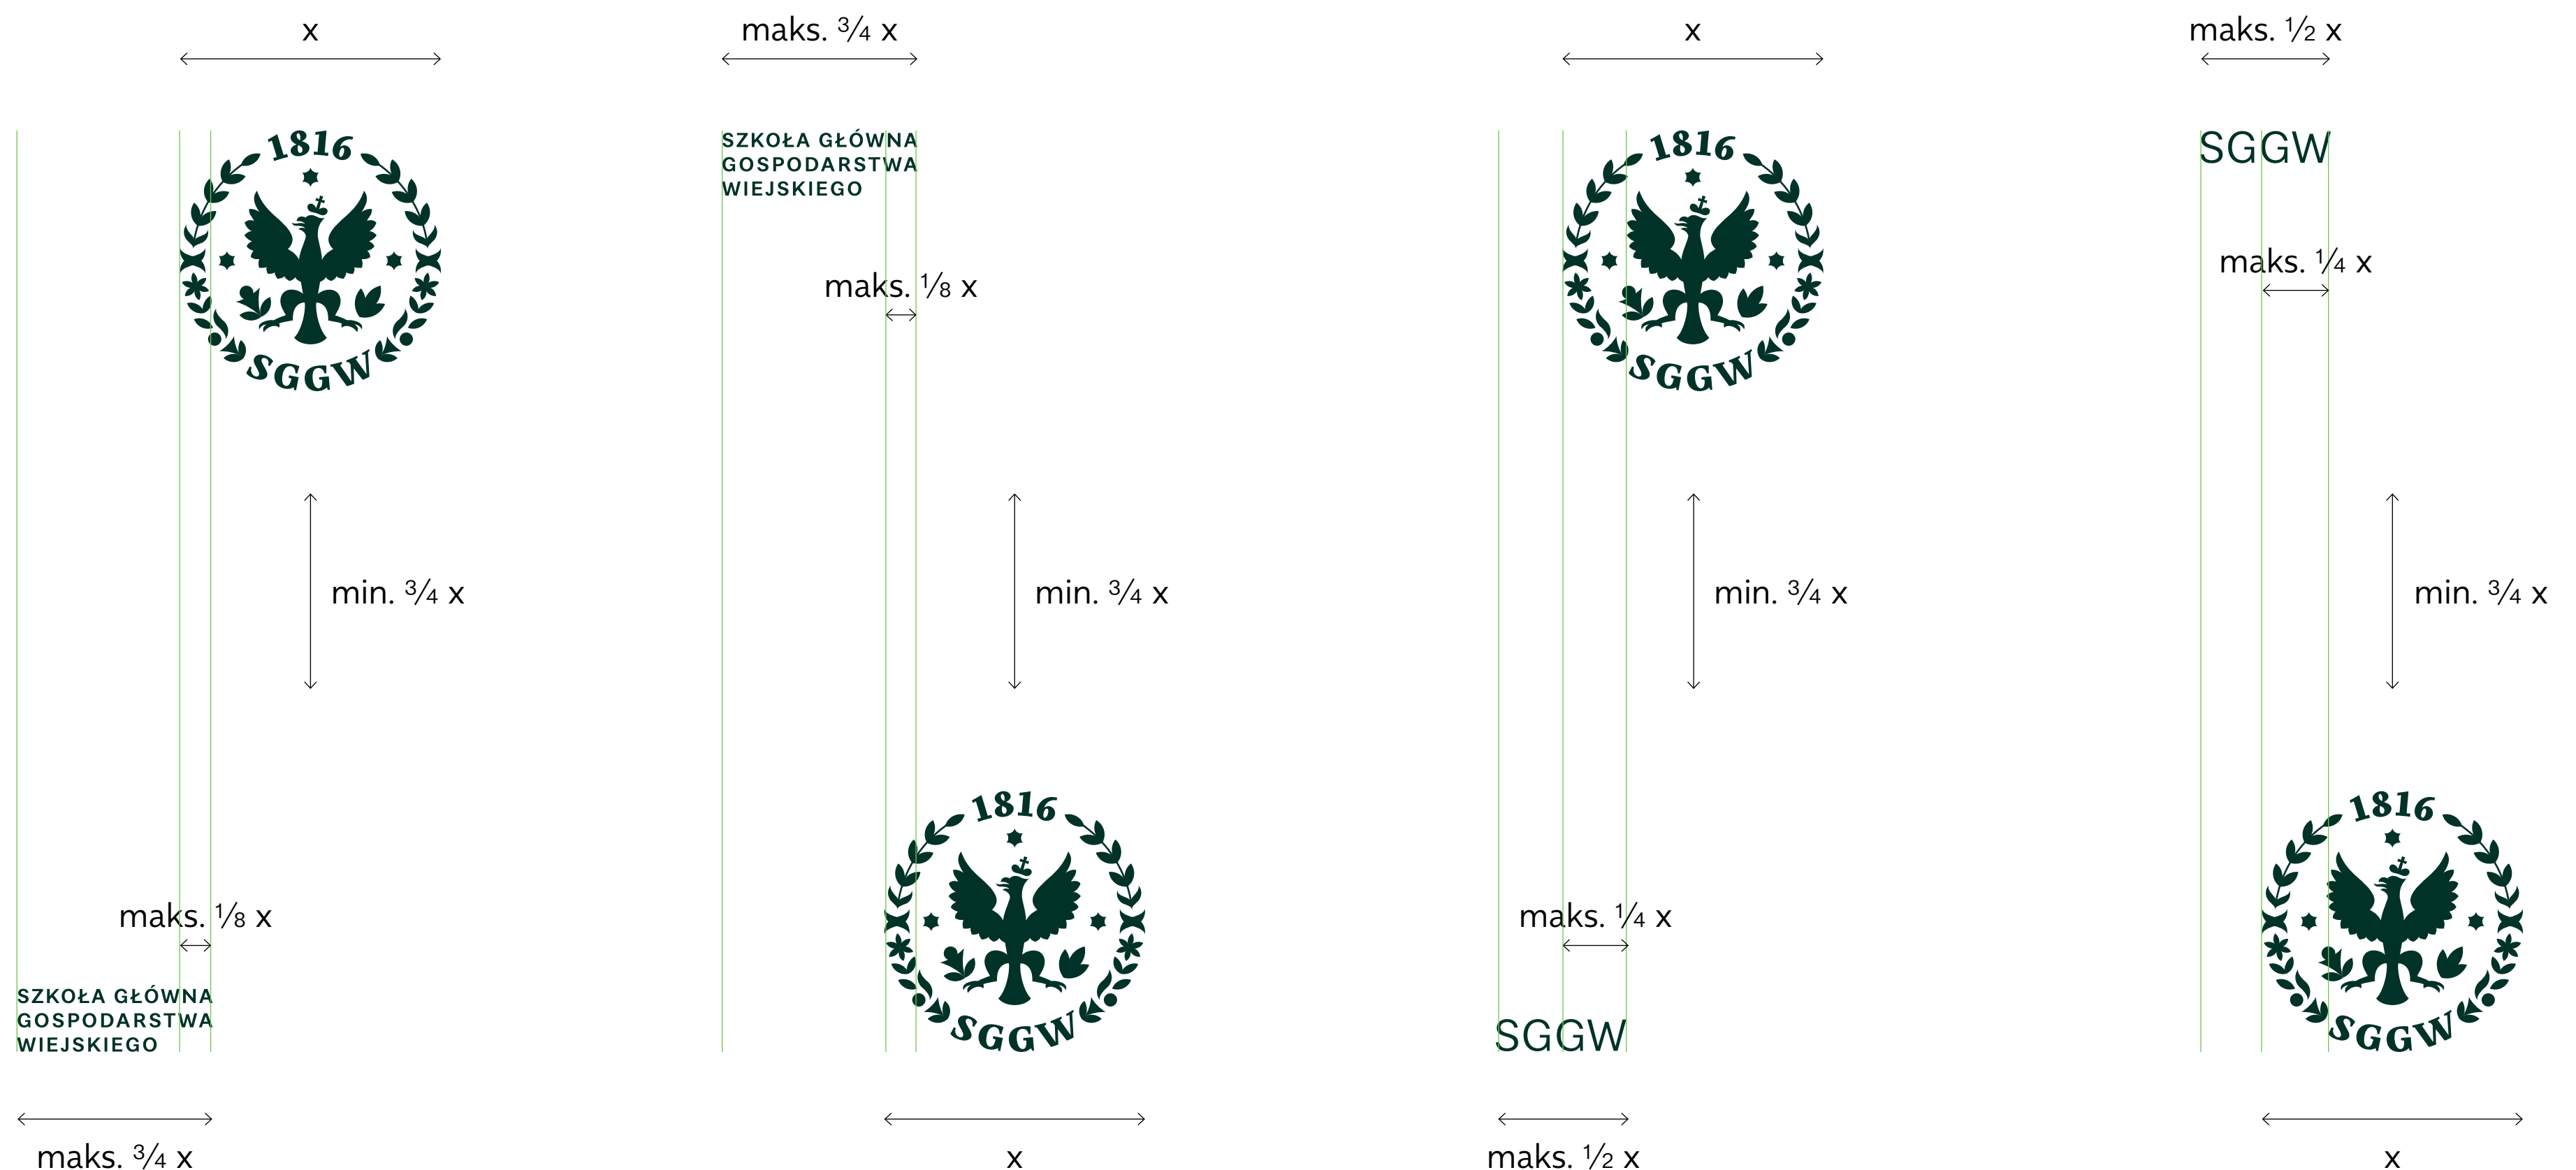 x
1816
SGGW
min. ¾ x
maks. ⅛ x
SZKOŁA GŁÓWNA
GOSPODARSTWA
WIEJSKIEGO
maks. ¾ x
maks. ¾ x
SZKOŁA GŁÓWNA
GOSPODARSTWA
WIEJSKIEGO
maks. ⅛ x
min. ¾ x
1816
SGGW
x
x
1816
SGGW
min. ¾ x
maks. ¼ x
SGGW
maks. ½ x
maks. ½ x
SGGW
maks. ¼ x
min. ¾ x
1816
SGGW
x